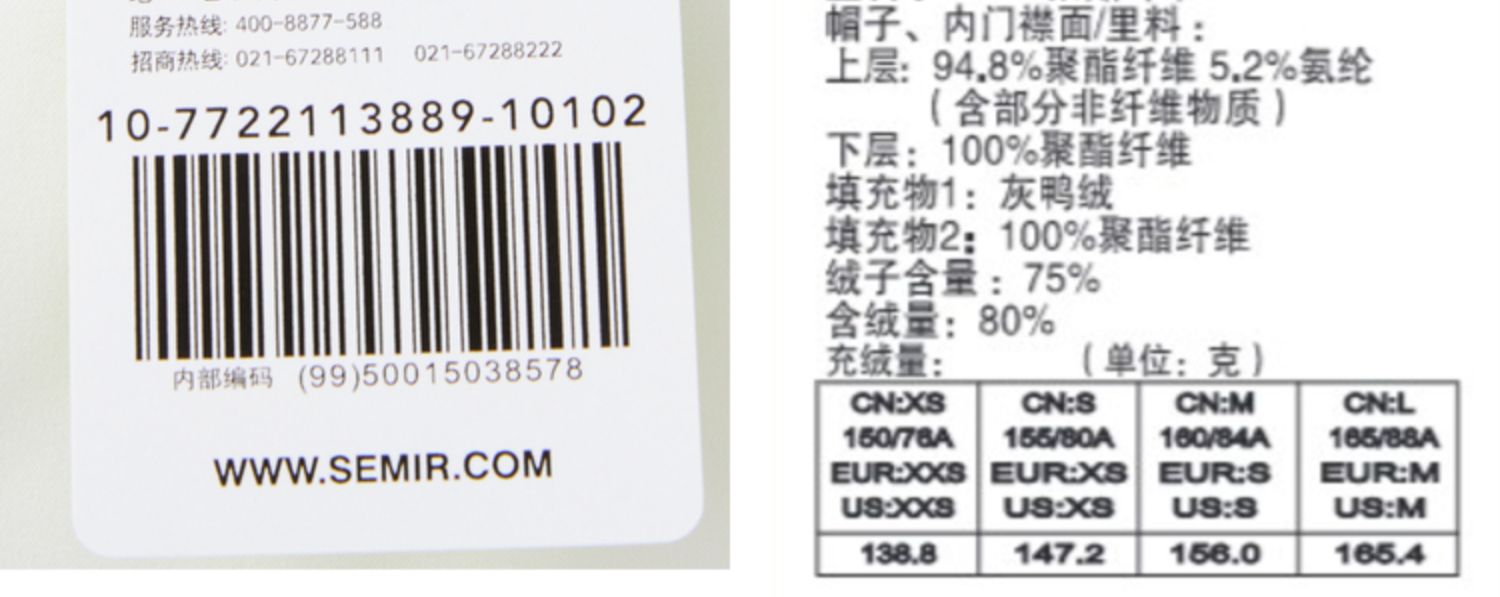 服务热线: 400-8877-588
招商热线: 021-67288111 021-67288222
10-7722113889-10102
内部编码 (99)50015038578
WWW.SEMIR.COM
帽子、内门襟面/里料：
上层: 94.8%聚酯纤维 5.2%氨纶
（含部分非纤维物质）
下层：100%聚酯纤维
填充物1：灰鸭绒
填充物2：100%聚酯纤维
绒子含量：75%
含绒量：80%
充绒量： （单位：克）
CN:XS CN:S CN:M CN:L
150/76A 155/80A 160/84A 165/88A
EUR:XXS EUR:XS EUR:S EUR:M
US:XXS US:XS US:S US:M
138.8 147.2 156.0 165.4